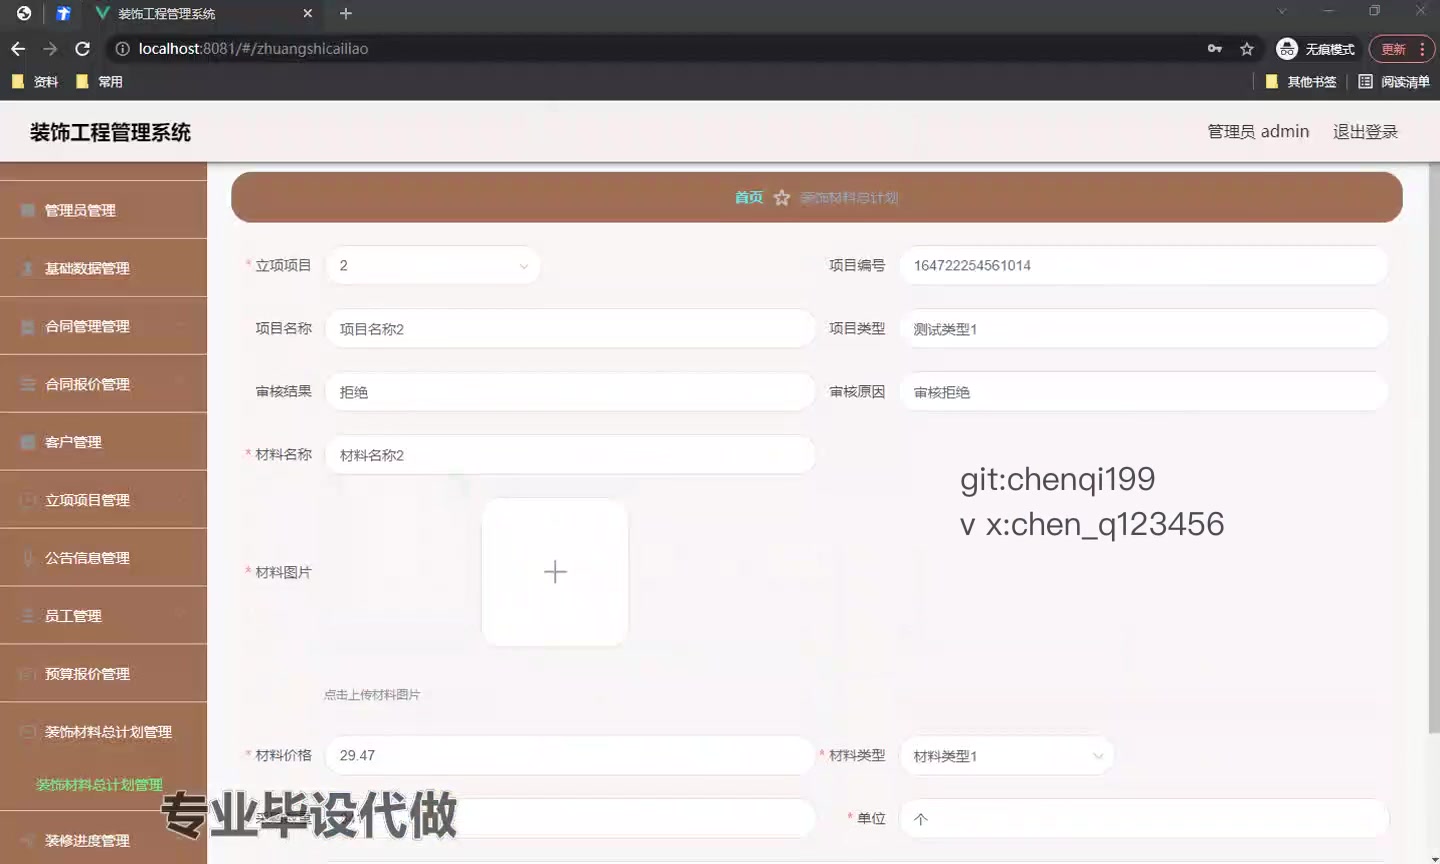 装饰工程管理系统
localhost:8081/#/zhuangshicailiao
无痕模式
更新
资料
常用
其他书签
阅读清单
装饰工程管理系统
管理员 admin
退出登录
首页
装饰材料总计划
管理员管理
基础数据管理
合同管理管理
合同报价管理
客户管理
立项项目管理
公告信息管理
员工管理
预算报价管理
装饰材料总计划管理
装饰材料总计划管理
装修进度管理
* 立项项目 2
项目编号 164722254561014
项目名称 项目名称2
项目类型 测试类型1
审核结果 拒绝
审核原因 审核拒绝
* 材料名称 材料名称2
git:chenqi199
v x:chen_q123456
* 材料图片
点击上传材料图片
* 材料价格 29.47
* 材料类型 材料类型1
* 单位 个
专业毕设代做